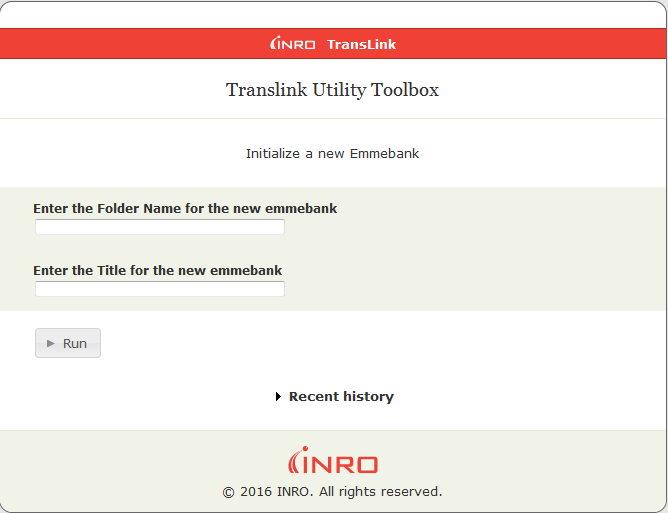 INRO TransLink
Translink Utility Toolbox
Initialize a new Emmebank
Enter the Folder Name for the new emmebank
Enter the Title for the new emmebank
Run
Recent history
INRO
© 2016 INRO. All rights reserved.